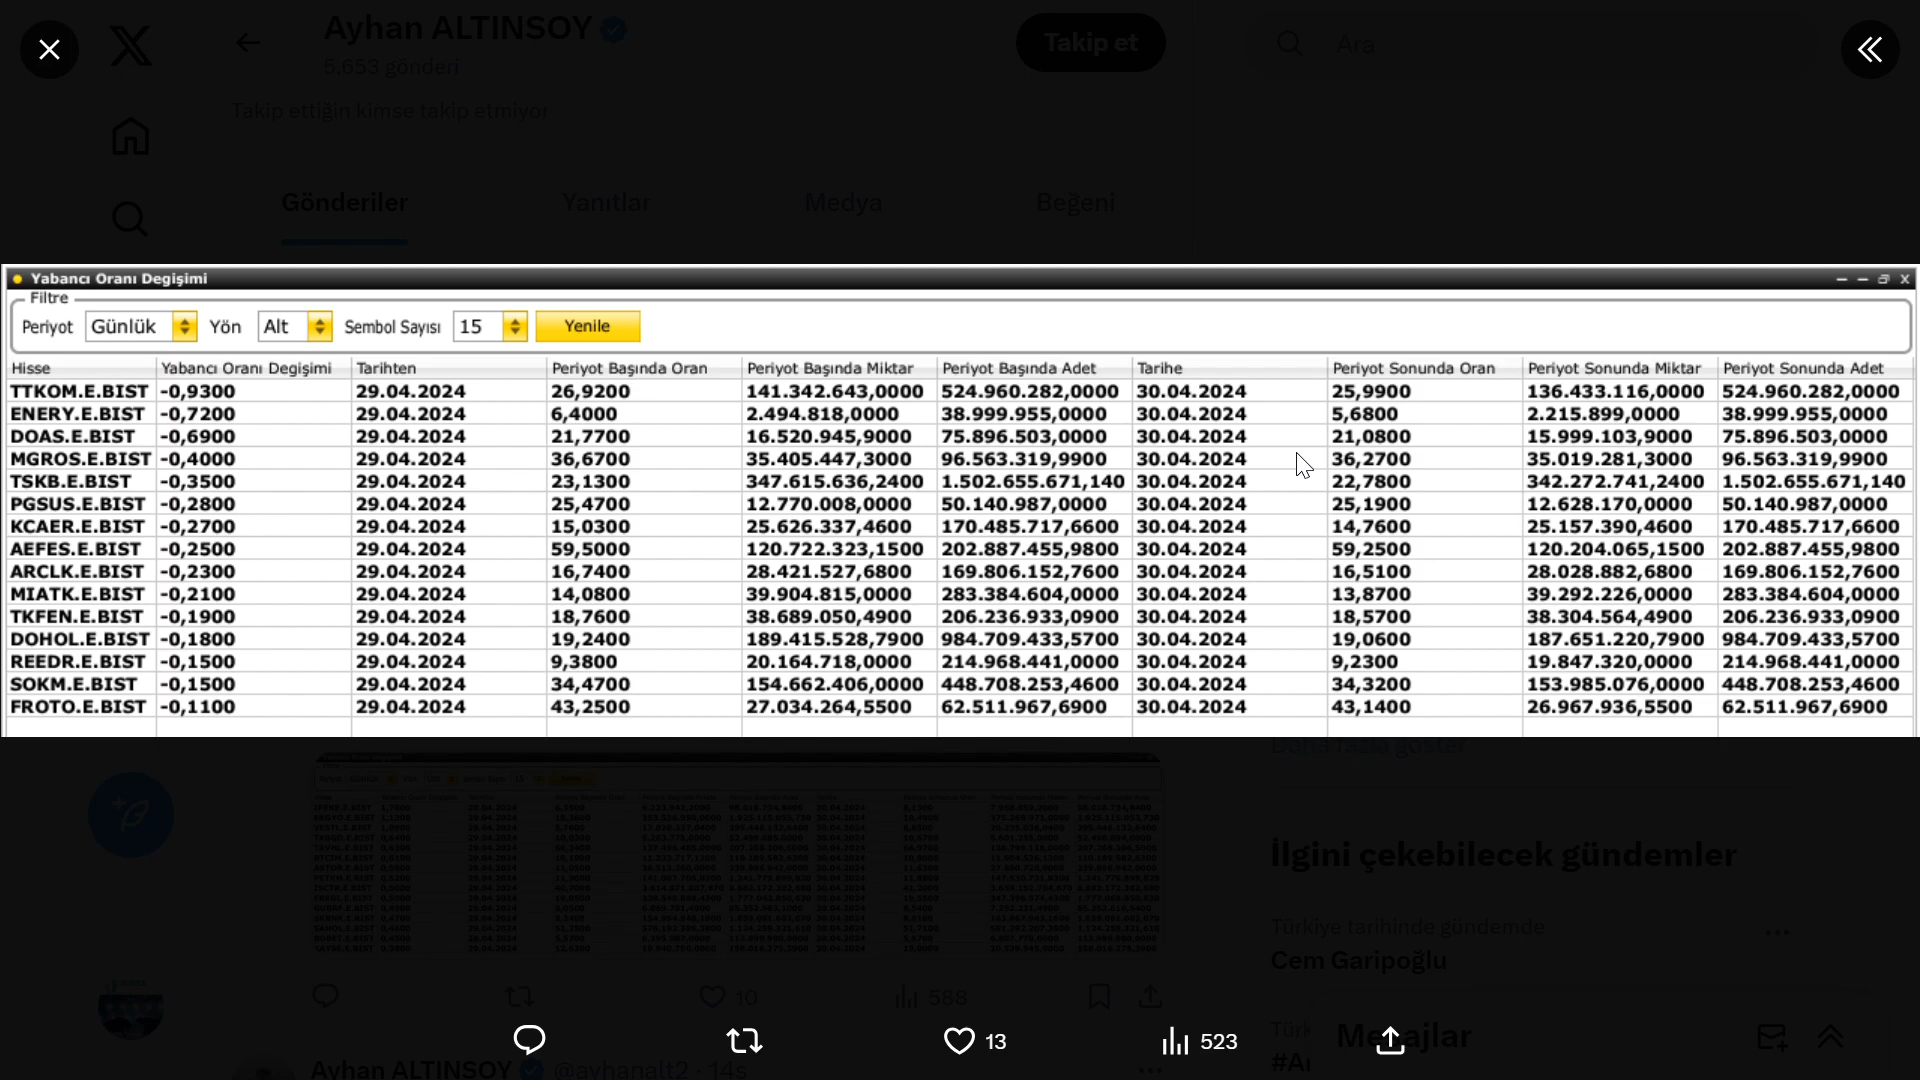 Ayhan ALTINSOY
5.653 gönderi
Takip et
Ara
Takip ettiğin kimse takip etmiyor
Gönderiler Yanıtlar Medya Beğeni
Yabancı Oranı Degişimi
Filtre
Periyot Günlük Yön Alt Sembol Sayısı 15 Yenile
Hisse Yabancı Oranı Degişimi Tarihten Periyot Başında Oran Periyot Başında Miktar Periyot Başında Adet Tarihe Periyot Sonunda Oran Periyot Sonunda Miktar Periyot Sonunda Adet
TTKOM.E.BIST -0,9300 29.04.2024 26,9200 141.342.643,0000 524.960.282,0000 30.04.2024 25,9900 136.433.116,0000 524.960.282,0000
ENERY.E.BIST -0,7200 29.04.2024 6,4000 2.494.818,0000 38.999.955,0000 30.04.2024 5,6800 2.215.899,0000 38.999.955,0000
DOAS.E.BIST -0,6900 29.04.2024 21,7700 16.520.945,9000 75.896.503,0000 30.04.2024 21,0800 15.999.103,9000 75.896.503,0000
MGROS.E.BIST -0,4000 29.04.2024 36,6700 35.405.447,3000 96.563.319,9900 30.04.2024 36,2700 35.019.281,3000 96.563.319,9900
TSKB.E.BIST -0,3500 29.04.2024 23,1300 347.615.636,2400 1.502.655.671,140 30.04.2024 22,7800 342.272.741,2400 1.502.655.671,140
PGSUS.E.BIST -0,2800 29.04.2024 25,4700 12.770.008,0000 50.140.987,0000 30.04.2024 25,1900 12.628.170,0000 50.140.987,0000
KCAER.E.BIST -0,2700 29.04.2024 15,0300 25.626.337,4600 170.485.717,6600 30.04.2024 14,7600 25.157.390,4600 170.485.717,6600
AEFES.E.BIST -0,2500 29.04.2024 59,5000 120.722.323,1500 202.887.455,9800 30.04.2024 59,2500 120.204.065,1500 202.887.455,9800
ARCLK.E.BIST -0,2300 29.04.2024 16,7400 28.421.527,6800 169.806.152,7600 30.04.2024 16,5100 28.028.882,6800 169.806.152,7600
MIATK.E.BIST -0,2100 29.04.2024 14,0800 39.904.815,0000 283.384.604,0000 30.04.2024 13,8700 39.292.226,0000 283.384.604,0000
TKFEN.E.BIST -0,1900 29.04.2024 18,7600 38.689.050,4900 206.236.933,0900 30.04.2024 18,5700 38.304.564,4900 206.236.933,0900
DOHOL.E.BIST -0,1800 29.04.2024 19,2400 189.415.528,7900 984.709.433,5700 30.04.2024 19,0600 187.651.220,7900 984.709.433,5700
REEDR.E.BIST -0,1500 29.04.2024 9,3800 20.164.718,0000 214.968.441,0000 30.04.2024 9,2300 19.847.320,0000 214.968.441,0000
SOKM.E.BIST -0,1500 29.04.2024 34,4700 154.662.406,0000 448.708.253,4600 30.04.2024 34,3200 153.985.076,0000 448.708.253,4600
FROTO.E.BIST -0,1100 29.04.2024 43,2500 27.034.264,5500 62.511.967,6900 30.04.2024 43,1400 26.967.936,5500 62.511.967,6900
Daha fazla göster
İlgini çekebilecek gündemler
Türkiye tarihinde gündemde
Cem Garipoğlu
10 588
Mesajlar
13 523
Ayhan ALTINSOY @ayhanalt2 · 14s